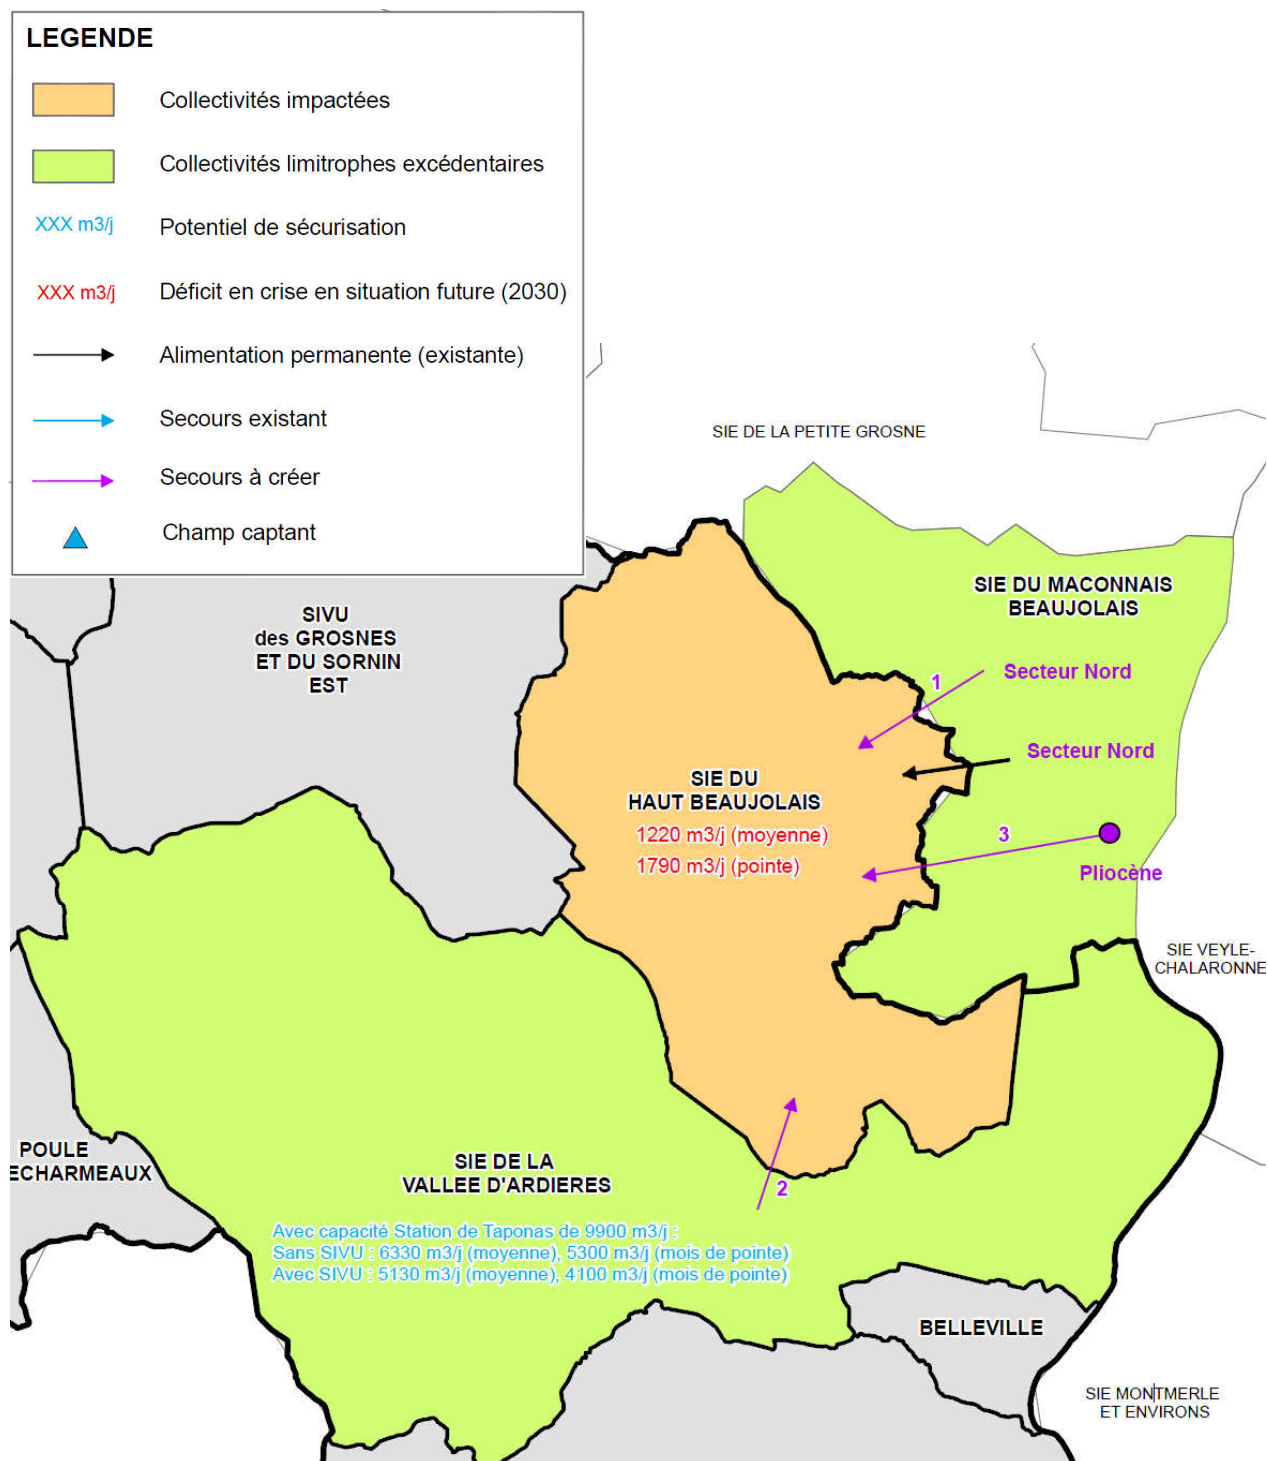 LEGENDE
Collectivités impactées
Collectivités limitrophes excédentaires
XXX m3/j
Potentiel de sécurisation
XXX m3/j
Déficit en crise en situation future (2030)
Alimentation permanente (existante)
Secours existant
Secours à créer
Champ captant
SIE DE LA PETITE GROSNE
SIE DU MACONNAIS
BEAUJOLAIS
SIVU
des GROSNES
ET DU SORNIN
EST
1
Secteur Nord
Secteur Nord
SIE DU
HAUT BEAUJOLAIS
1220 m3/j (moyenne)
1790 m3/j (pointe)
3
Pliocène
SIE VEYLE-
CHALARONNE
POULE
ECHARMEAUX
SIE DE LA
VALLEE D'ARDIERES
2
Avec capacité Station de Taponas de 9900 m3/j :
Sans SIVU : 6330 m3/j (moyenne), 5300 m3/j (mois de pointe)
Avec SIVU : 5130 m3/j (moyenne), 4100 m3/j (mois de pointe)
BELLEVILLE
SIE MONTMERLE
ET ENVIRONS